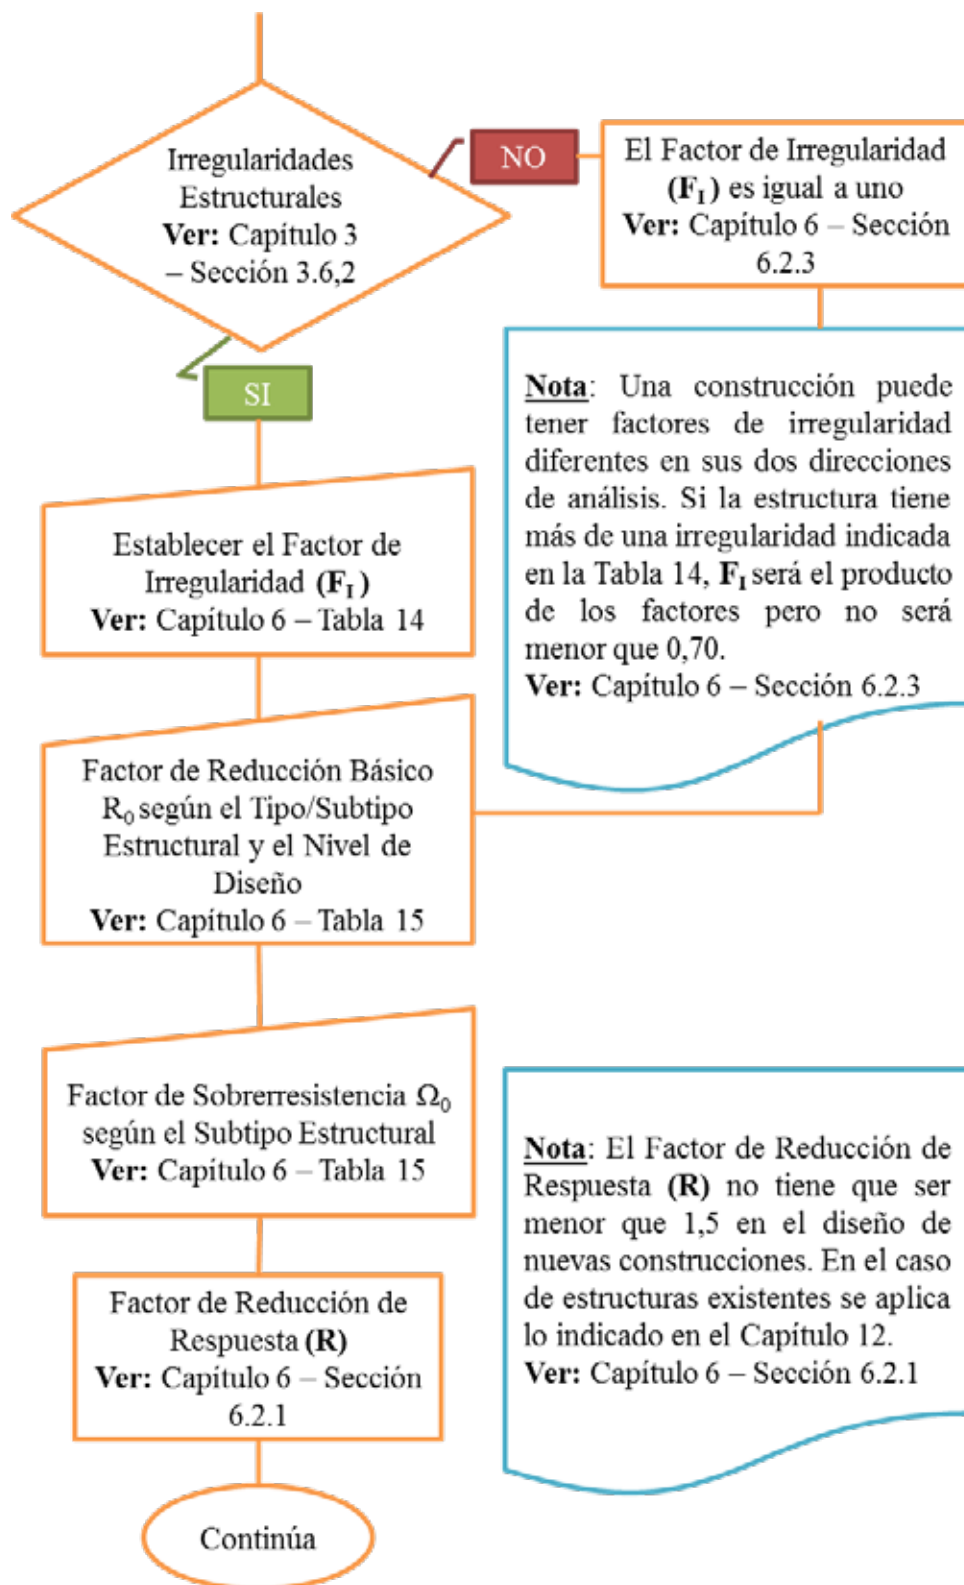 Irregularidades
Estructurales
Ver: Capítulo 3
– Sección 3.6,2
NO
El Factor de Irregularidad
(F_I) es igual a uno
Ver: Capítulo 6 – Sección
6.2.3
SI
Nota: Una construcción puede
tener factores de irregularidad
diferentes en sus dos direcciones
de análisis. Si la estructura tiene
más de una irregularidad indicada
en la Tabla 14, F_I será el producto
de los factores pero no será
menor que 0,70.
Ver: Capítulo 6 – Sección 6.2.3
Establecer el Factor de
Irregularidad (F_I)
Ver: Capítulo 6 – Tabla 14
Factor de Reducción Básico
R₀ según el Tipo/Subtipo
Estructural y el Nivel de
Diseño
Ver: Capítulo 6 – Tabla 15
Factor de Sobrerresistencia Ω₀
según el Subtipo Estructural
Ver: Capítulo 6 – Tabla 15
Nota: El Factor de Reducción de
Respuesta (R) no tiene que ser
menor que 1,5 en el diseño de
nuevas construcciones. En el caso
de estructuras existentes se aplica
lo indicado en el Capítulo 12.
Ver: Capítulo 6 – Sección 6.2.1
Factor de Reducción de
Respuesta (R)
Ver: Capítulo 6 – Sección
6.2.1
Continúa